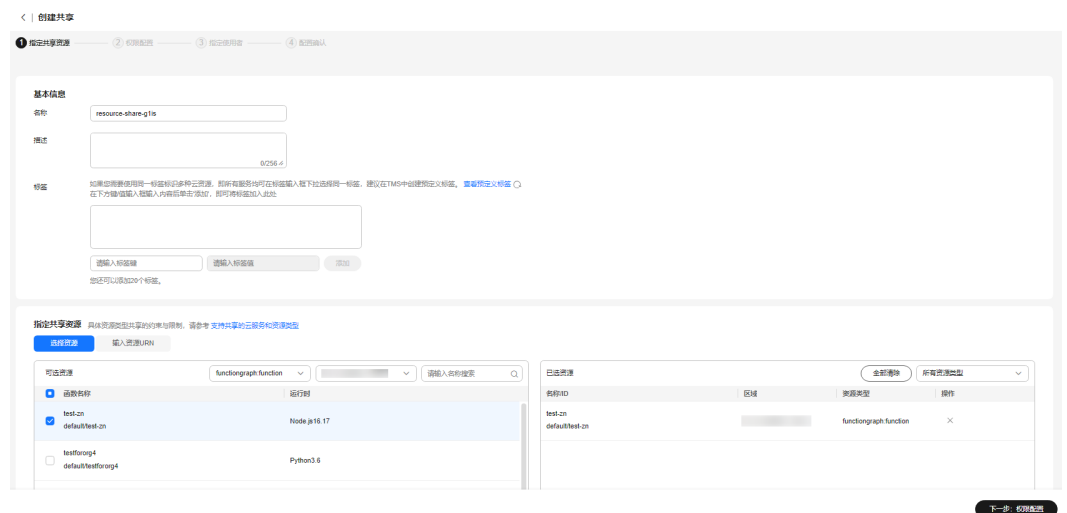 创建共享
1 指定共享资源 2 权限配置 3 指定使用者 4 配置确认
基本信息
名称 resource-share-g1is
描述
0/256
标签 如果您需要使用同一标签标识多种云资源，即所有服务均可在标签输入框下拉选择同一标签，建议在TMS中创建预定义标签。 查看预定义标签
在下方键/值输入框输入内容后单击'添加'，即可将标签加入此处
请输入标签键 请输入标签值 添加
您还可以添加20个标签。
指定共享资源 具体资源类型共享的约束与限制，请参考 支持共享的云服务和资源类型
选择资源 输入资源URN
可选资源 functiongraph:function 请输入名称搜索
函数名称 运行时
test-zn
default/test-zn
Node.js16.17
testfororg4
default/testfororg4
Python3.6
已选资源 全部清除 所有资源类型
名称/ID 区域 资源类型 操作
test-zn
default/test-zn
functiongraph:function
下一步：权限配置